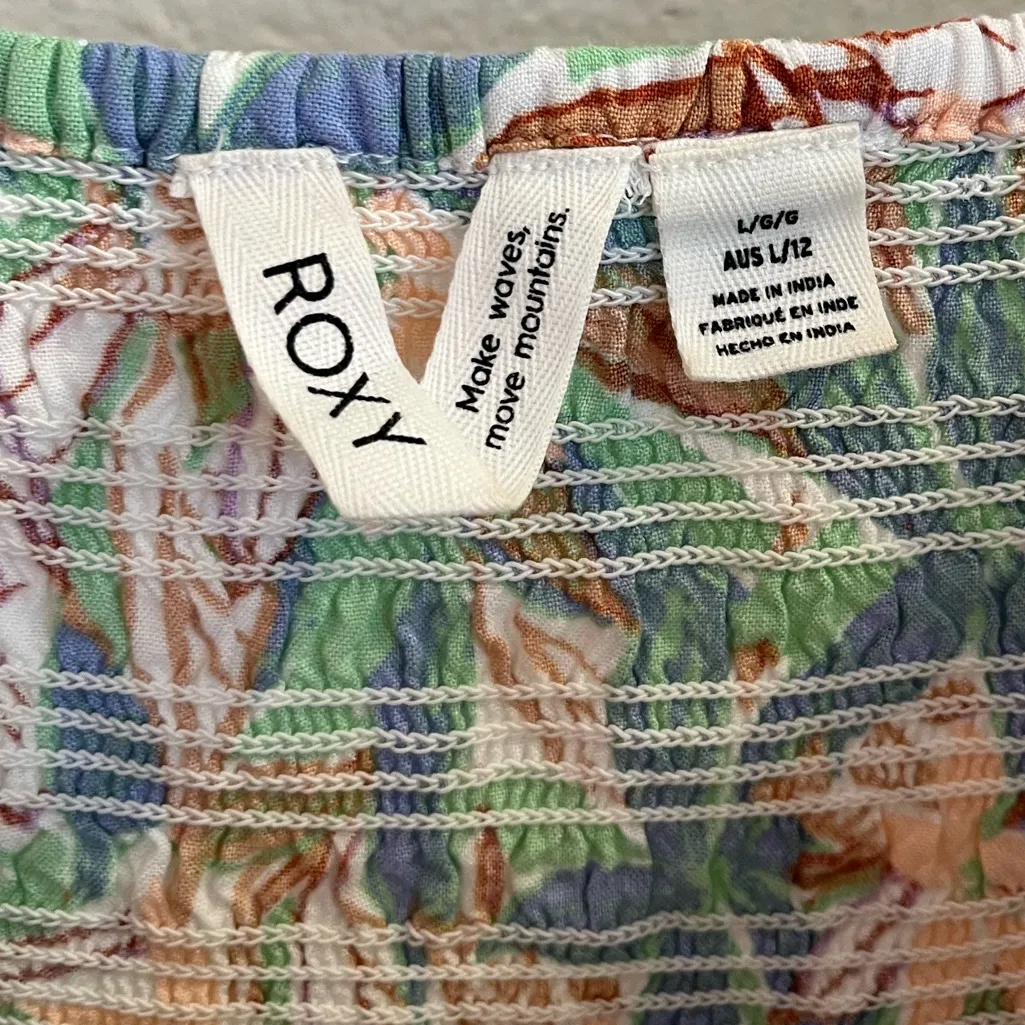 ROXY
Make waves,
move mountains.
L/G/G
AUS L/12
MADE IN INDIA
FABRIQUÉ EN INDE
HECHO EN INDIA